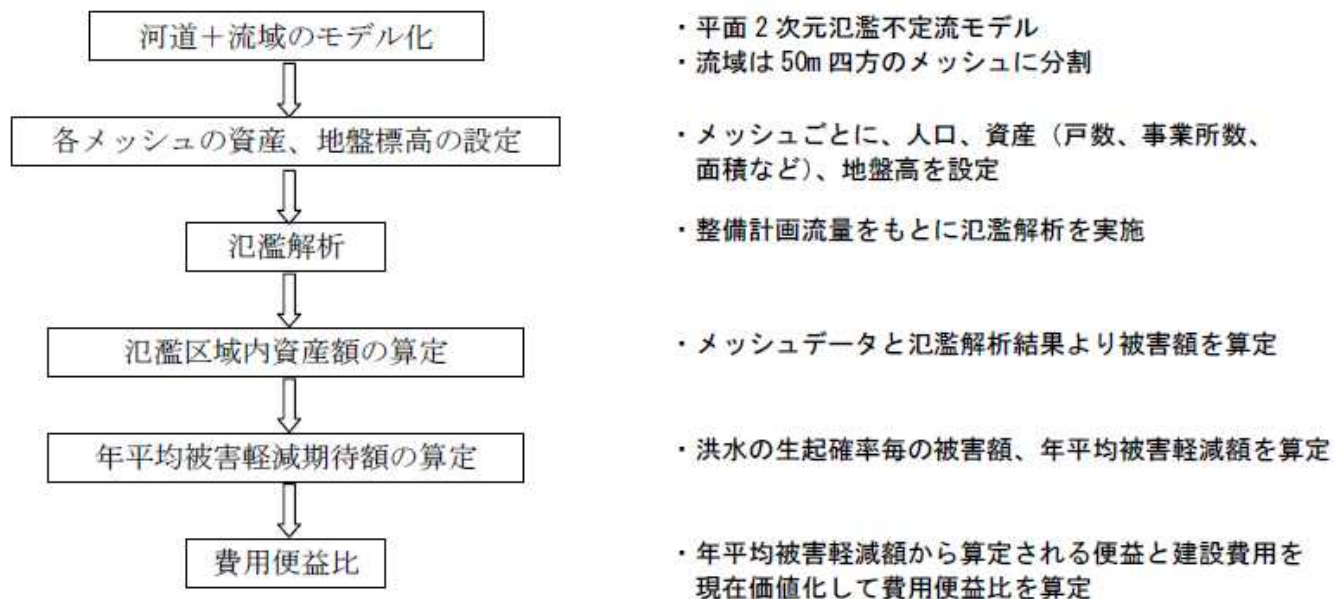 河道＋流域のモデル化
・平面２次元氾濫不定流モデル
・流域は 50m 四方のメッシュに分割
各メッシュの資産、地盤標高の設定
・メッシュごとに、人口、資産（戸数、事業所数、
面積など）、地盤高を設定
氾濫解析
・整備計画流量をもとに氾濫解析を実施
氾濫区域内資産額の算定
・メッシュデータと氾濫解析結果より被害額を算定
年平均被害軽減期待額の算定
・洪水の生起確率毎の被害額、年平均被害軽減額を算定
費用便益比
・年平均被害軽減額から算定される便益と建設費用を
現在価値化して費用便益比を算定